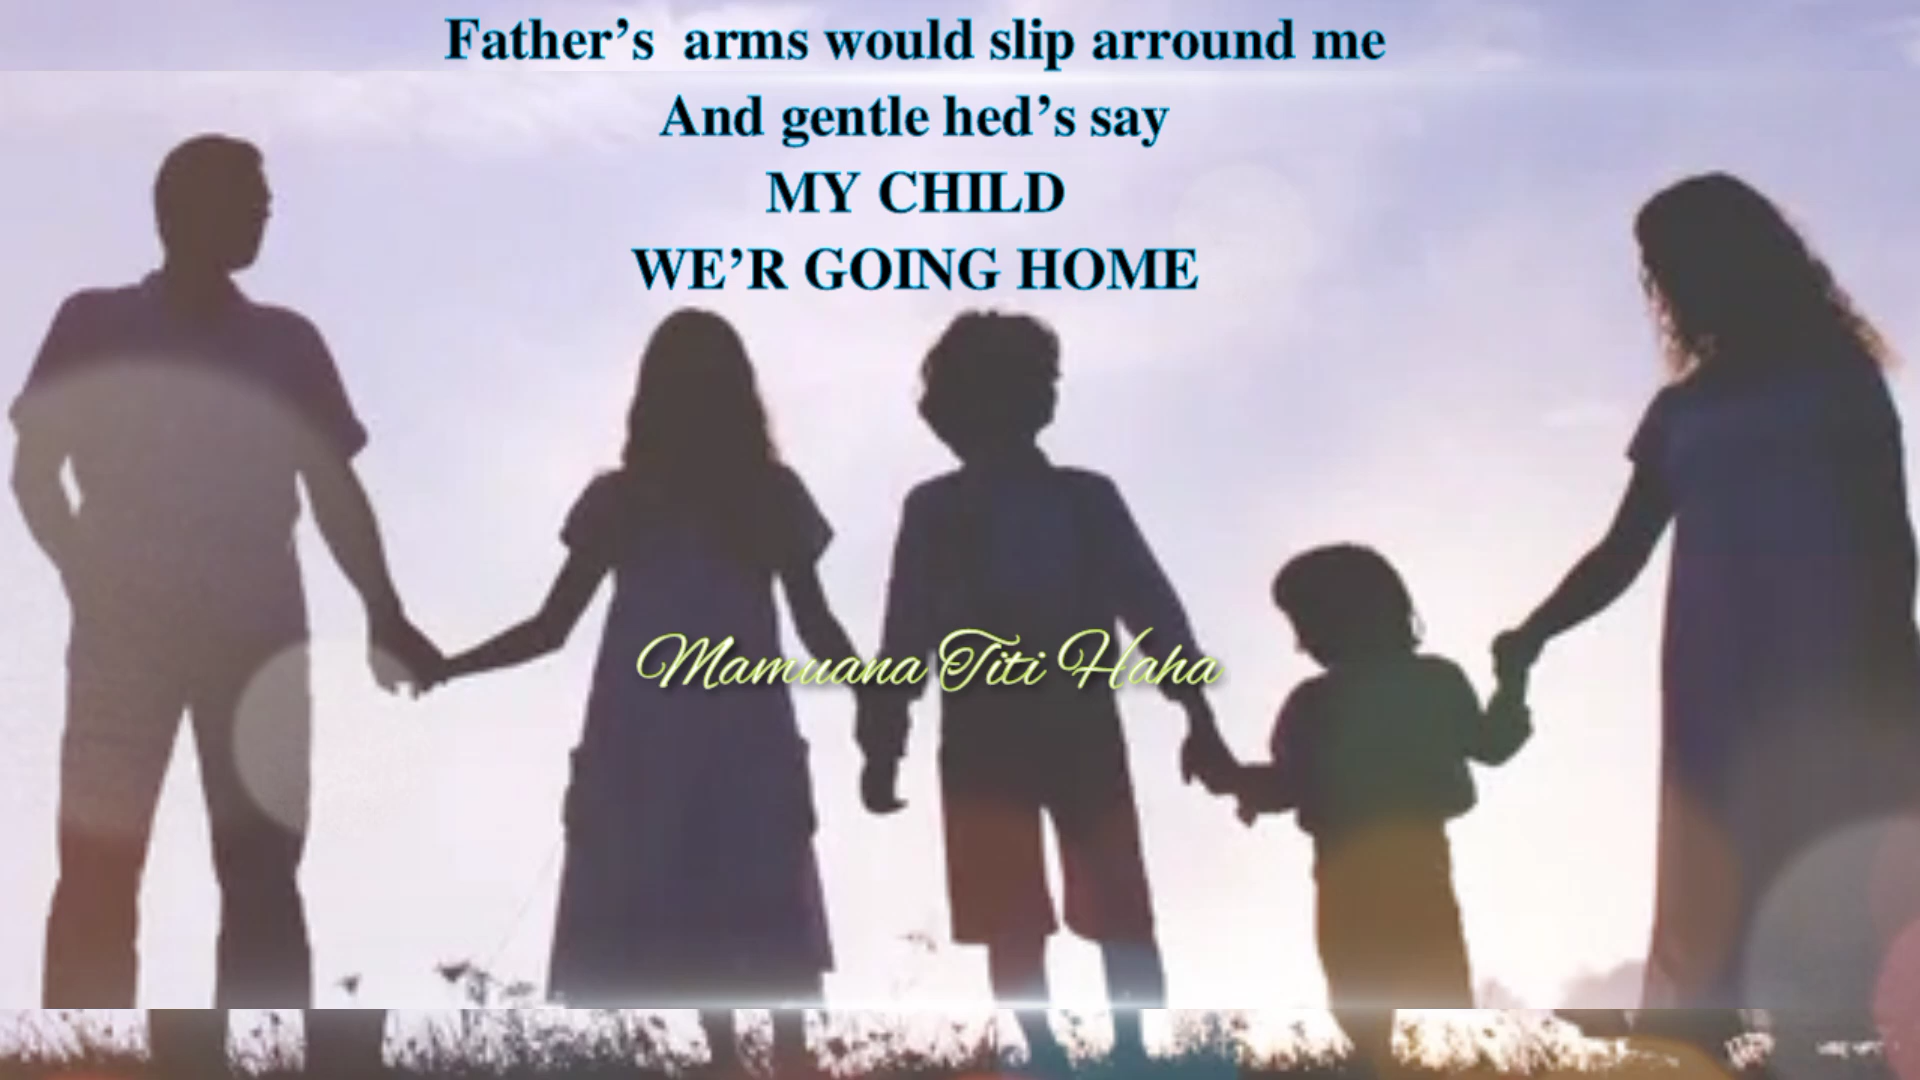 Father’s arms would slip arround me
And gentle hed’s say
MY CHILD
WE’R GOING HOME
Mamuana Titi Haha